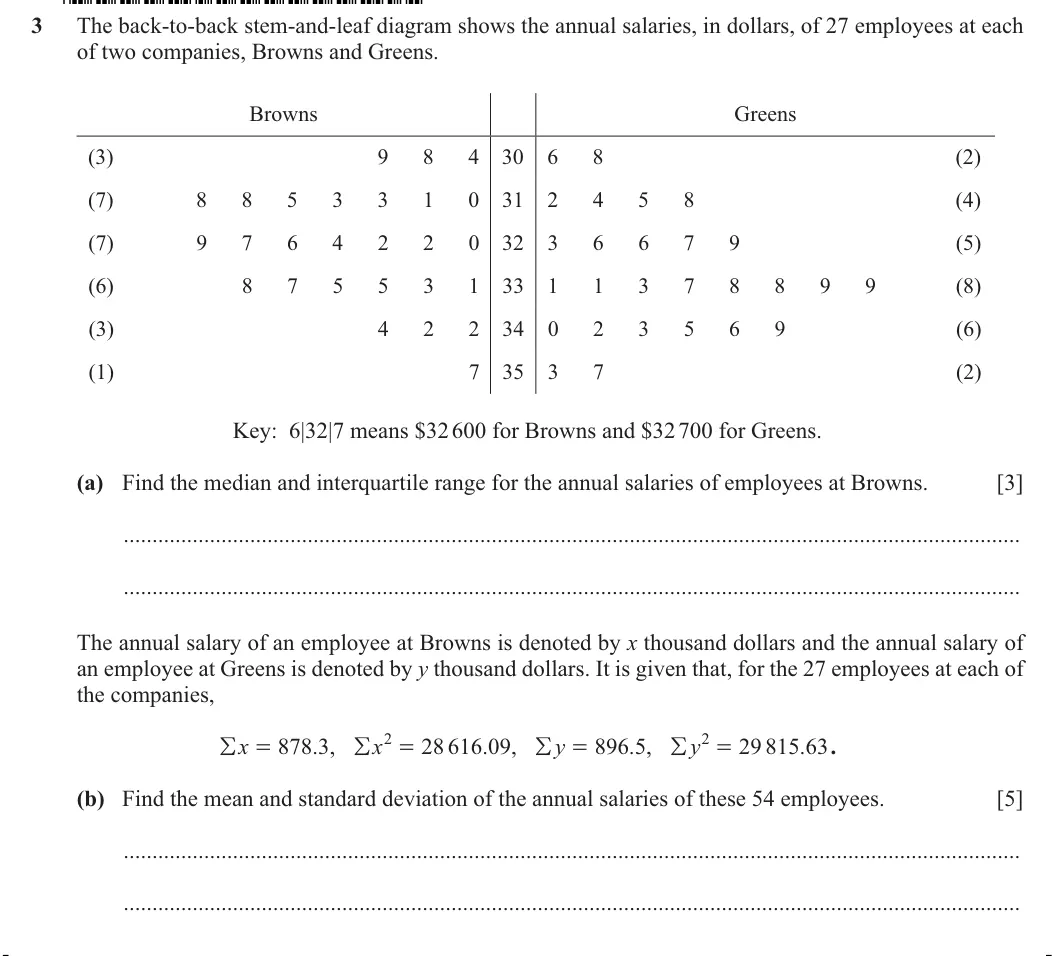 3 The back-to-back stem-and-leaf diagram shows the annual salaries, in dollars, of 27 employees at each
of two companies, Browns and Greens.
Browns Greens
(3) 9 8 4 30 6 8 (2)
(7) 8 8 5 3 3 1 0 31 2 4 5 8 (4)
(7) 9 7 6 4 2 2 0 32 3 6 6 7 9 (5)
(6) 8 7 5 5 3 1 33 1 1 3 7 8 8 9 9 (8)
(3) 4 2 2 34 0 2 3 5 6 9 (6)
(1) 7 35 3 7 (2)
Key: 6|32|7 means $32 600 for Browns and $32 700 for Greens.
(a) Find the median and interquartile range for the annual salaries of employees at Browns. [3]
The annual salary of an employee at Browns is denoted by x thousand dollars and the annual salary of
an employee at Greens is denoted by y thousand dollars. It is given that, for the 27 employees at each of
the companies,
Σx = 878.3, Σx² = 28 616.09, Σy = 896.5, Σy² = 29 815.63.
(b) Find the mean and standard deviation of the annual salaries of these 54 employees. [5]